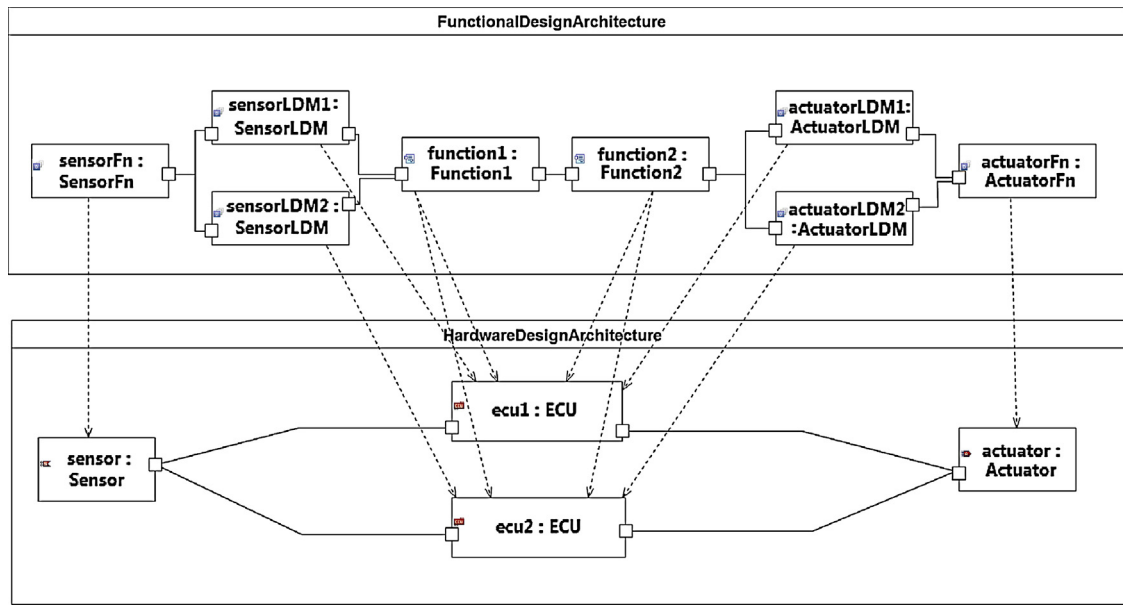 FunctionalDesignArchitecture
sensorFn :
SensorFn
sensorLDM1:
SensorLDM
sensorLDM2 :
SensorLDM
function1 :
Function1
function2 :
Function2
actuatorLDM1:
ActuatorLDM
actuatorLDM2
:ActuatorLDM
actuatorFn :
ActuatorFn
HardwareDesignArchitecture
sensor :
Sensor
ecu1 : ECU
ecu2 : ECU
actuator :
Actuator